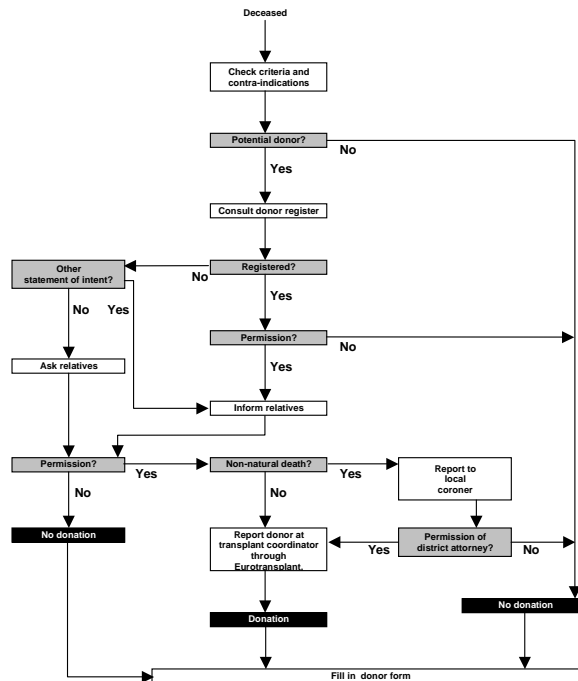 Deceased
Check criteria and
contra-indications
Potential donor?
No
Yes
Consult donor register
Other
statement of intent?
No
Registered?
Yes
No
Yes
Permission?
No
Yes
Ask relatives
Inform relatives
Permission?
Yes
Non-natural death?
Yes
Report to
local
coroner
No
No
No donation
Report donor at
transplant coordinator
through
Eurotransplant.
Yes
Permission of
district attorney?
No
Donation
No donation
Fill in donor form